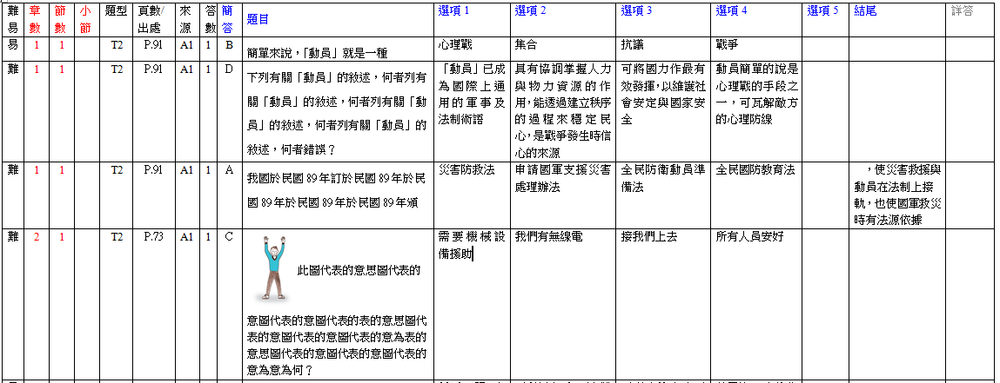 難易 章數 節數 小節 題型 頁數/出處 來源 答數 簡答 題目 選項 1 選項 2 選項 3 選項 4 選項 5 結尾 詳答
易 1 1 T2 P.91 A1 1 B 簡單來說，「動員」就是一種 心理戰 集合 抗議 戰爭
難 1 1 T2 P.91 A1 1 D
下列有關「動員」的敘述，何者列有
關「動員」的敘述，何者列有關「動
員」的敘述，何者列有關「動員」的
敘述，何者錯誤？
「動員」已成
為國際上通
用的軍事及
法制術語
具有協調掌握人力
與物力資源的作
用，能透過建立秩序
的過程來穩定民
心，是戰爭發生時信
心的來源
可將國力作最有
效發揮，以維護社
會安定與國家安
全
動員簡單的說是
心理戰的手段之
一，可瓦解敵方
的心理防線
難 1 1 T2 P.91 A1 1 A
我國於民國 89 年訂於民國 89 年於民
國 89 年於民國 89 年於民國 89 年頒
災害防救法
申請國軍支援災害
處理辦法
全民防衛動員準
備法
全民國防教育法
，使災害救援與
動員在法制上接
軌，也使國軍救災
時有法源依據
難 2 1 T2 P.73 A1 1 C
此圖代表的意思圖代表的
意圖代表的意圖代表的表的意思圖代
表的意圖代表的意圖代表的意為表的
意思圖代表的意圖代表的意圖代表的
意為意為何？
需要機械設
備援助
我們有無線電
接我們上去
所有人員安好